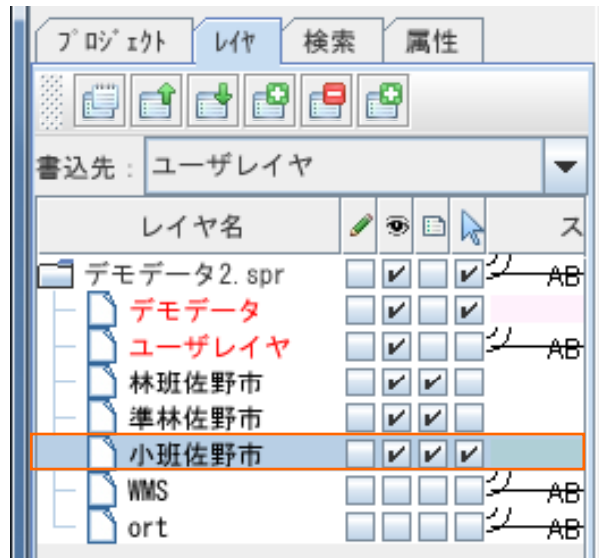 プロジェクト レイヤ 検索 属性
書込先： ユーザレイヤ
レイヤ名 ス
デモデータ2.spr AB
デモデータ
ユーザレイヤ AB
林班佐野市
準林佐野市
小班佐野市
WMS AB
ort AB